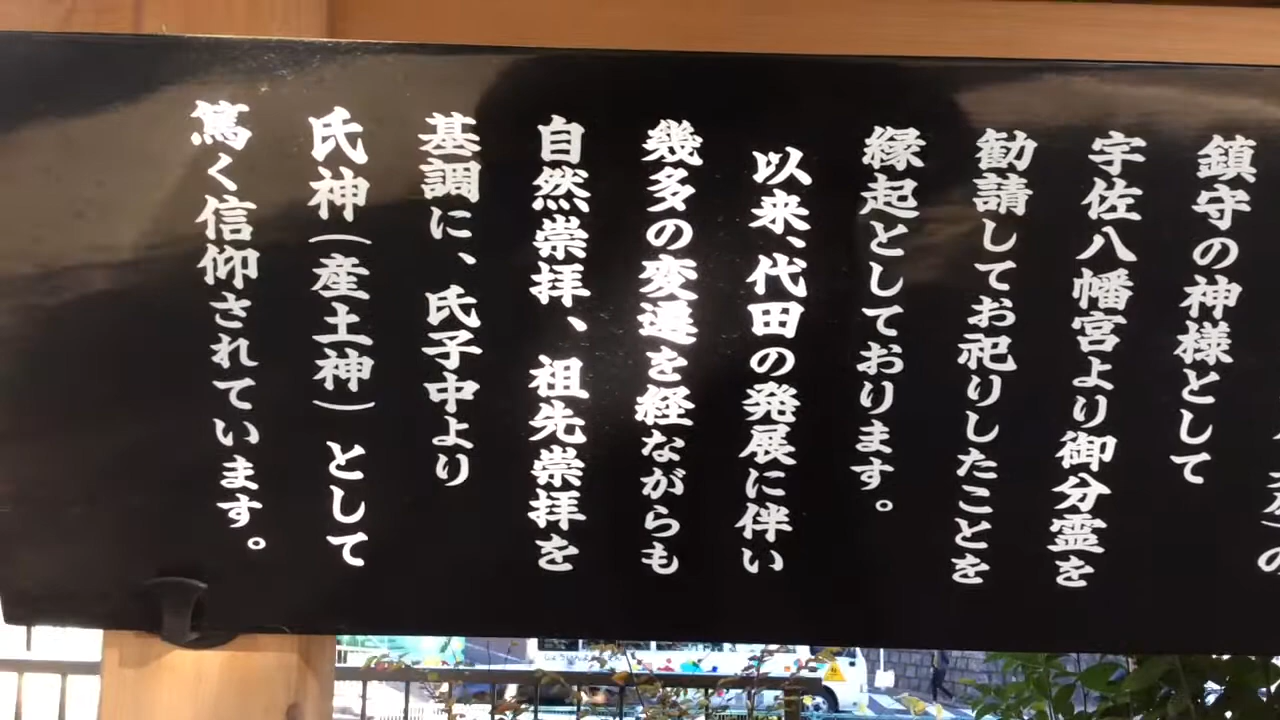 鎮守の神様として
宇佐八幡宮より御分霊を
勧請してお祀りしたことを
縁起としております。
以来、代田の発展に伴い
幾多の変遷を経ながらも
自然崇拝、祖先崇拝を
基調に、氏子中より
氏神(産土神)として
篤く信仰されています。